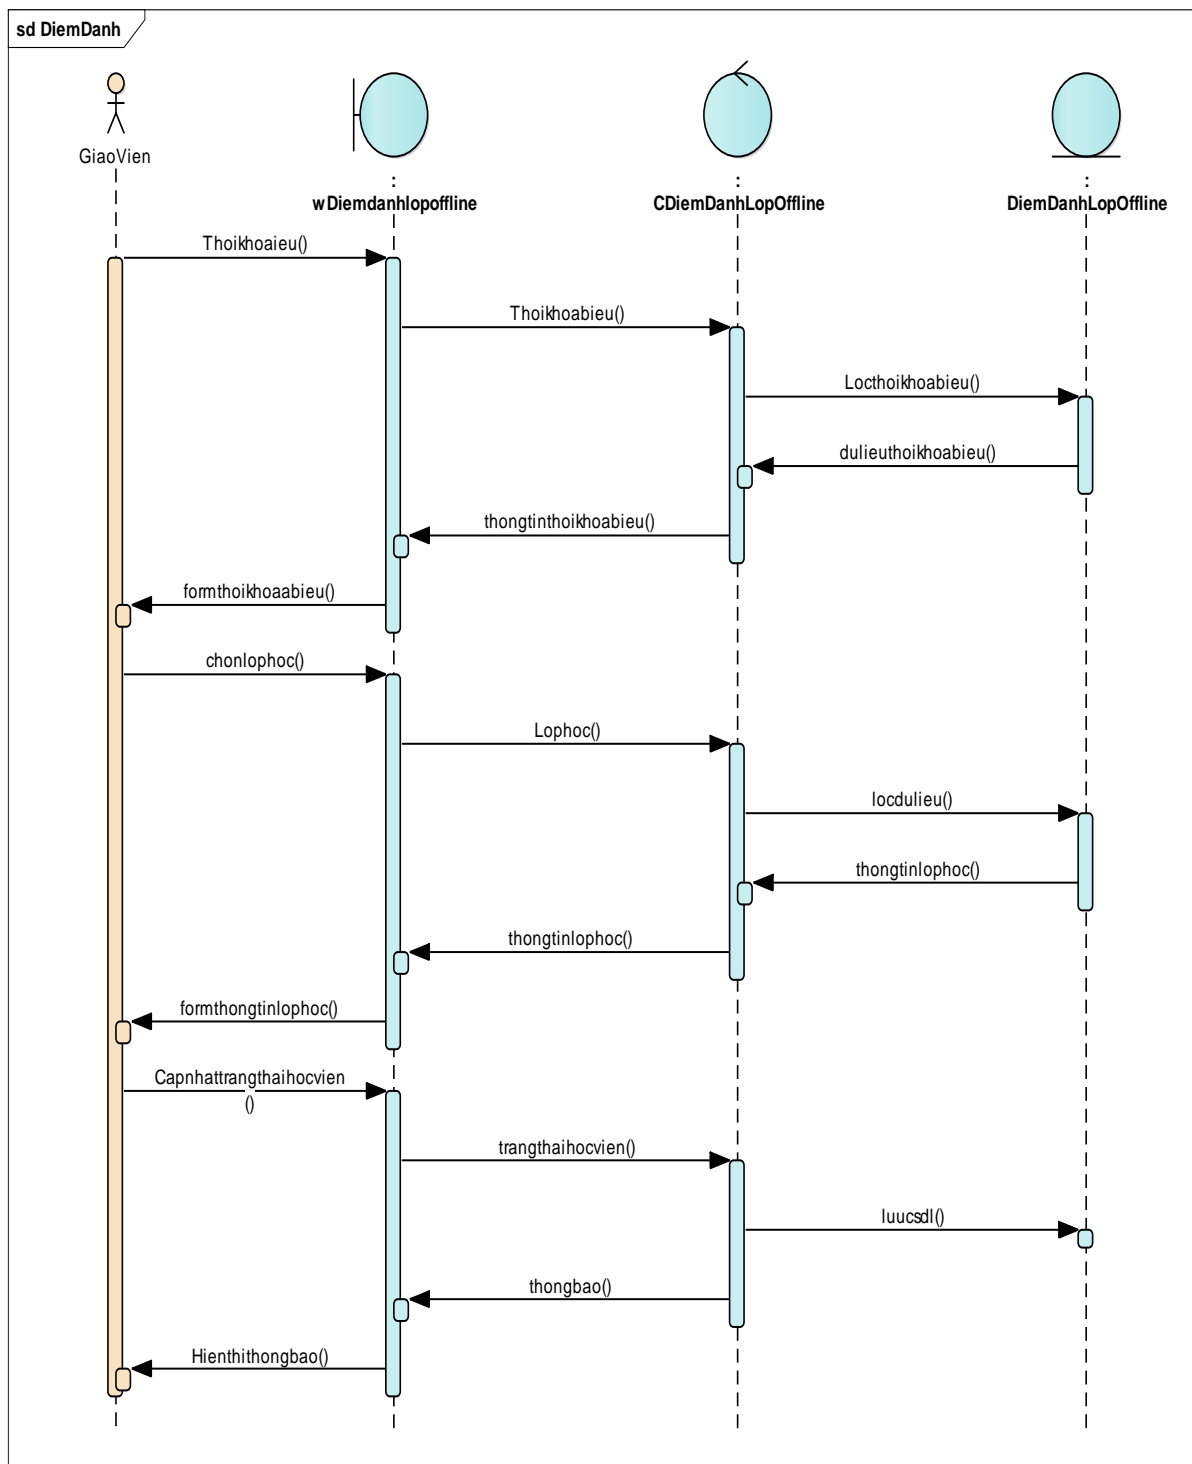 sd DiemDanh
GiaoVien
:
wDiemdanhlopoffline
:
CDiemDanhLopOffline
:
DiemDanhLopOffline
Thoikhoaieu()
Thoikhoabieu()
Locthoikhoabieu()
dulieuthoikhoabieu()
thongtinthoikhoabieu()
formthoikhoaabieu()
chonlophoc()
Lophoc()
locdulieu()
thongtinlophoc()
thongtinlophoc()
formthongtinlophoc()
Capnhattrangthaihocvien
()
trangthaihocvien()
luucsdl()
thongbao()
Hienthithongbao()